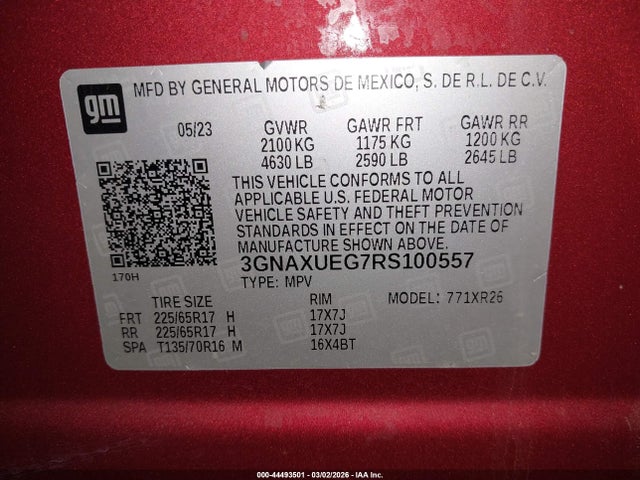 gm
MFD BY GENERAL MOTORS DE MEXICO, S. DE R.L. DE C.V.
05/23 GVWR GAWR FRT GAWR RR
2100 KG 1175 KG 1200 KG
4630 LB 2590 LB 2645 LB
THIS VEHICLE CONFORMS TO ALL
APPLICABLE U.S. FEDERAL MOTOR
VEHICLE SAFETY AND THEFT PREVENTION
STANDARDS IN EFFECT ON THE DATE OF
MANUFACTURE SHOWN ABOVE.
170H
3GNAXUEG7RS100557
TYPE: MPV
TIRE SIZE RIM MODEL: 771XR26
FRT 225/65R17 H 17X7J
RR 225/65R17 H 17X7J
SPA T135/70R16 M 16X4BT
000-44493501 - 03/02/2026 - IAA Inc.